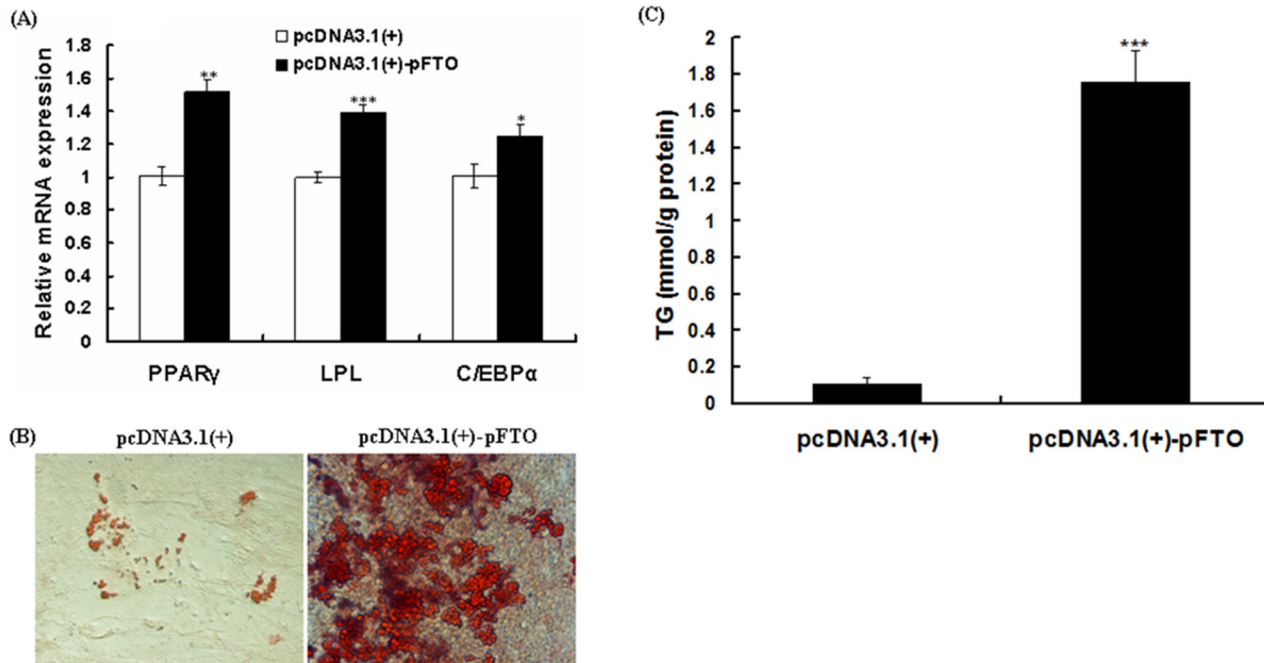 (A)
pcDNA3.1(+)
pcDNA3.1(+)-pFTO
Relative mRNA expression
1.8
1.6
1.4
1.2
1
0.8
0.6
0.4
0.2
0
**
***
*
PPARγ LPL C/EBPα
(B)
pcDNA3.1(+) pcDNA3.1(+)-pFTO
(C)
TG (mmol/g protein)
2
1.8
1.6
1.4
1.2
1
0.8
0.6
0.4
0.2
0
***
pcDNA3.1(+) pcDNA3.1(+)-pFTO